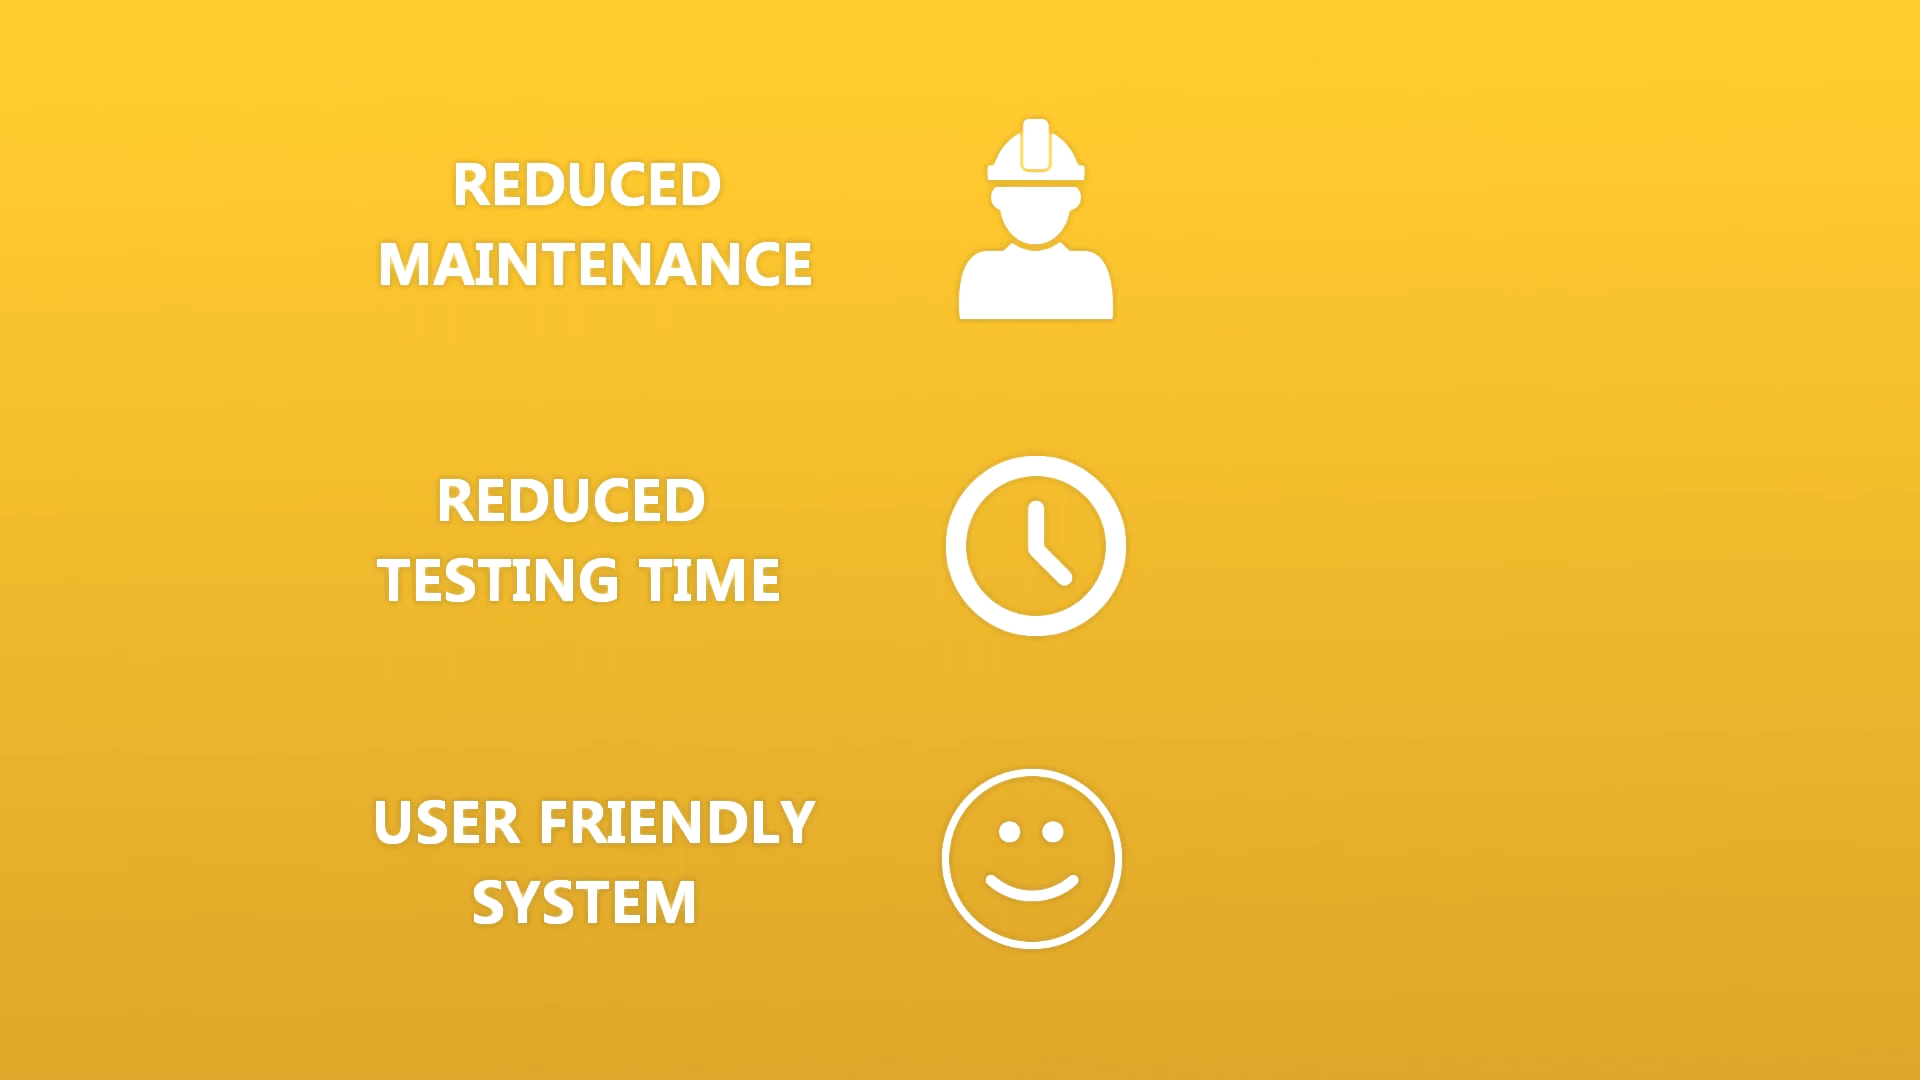 REDUCED
MAINTENANCE
REDUCED
TESTING TIME
USER FRIENDLY
SYSTEM